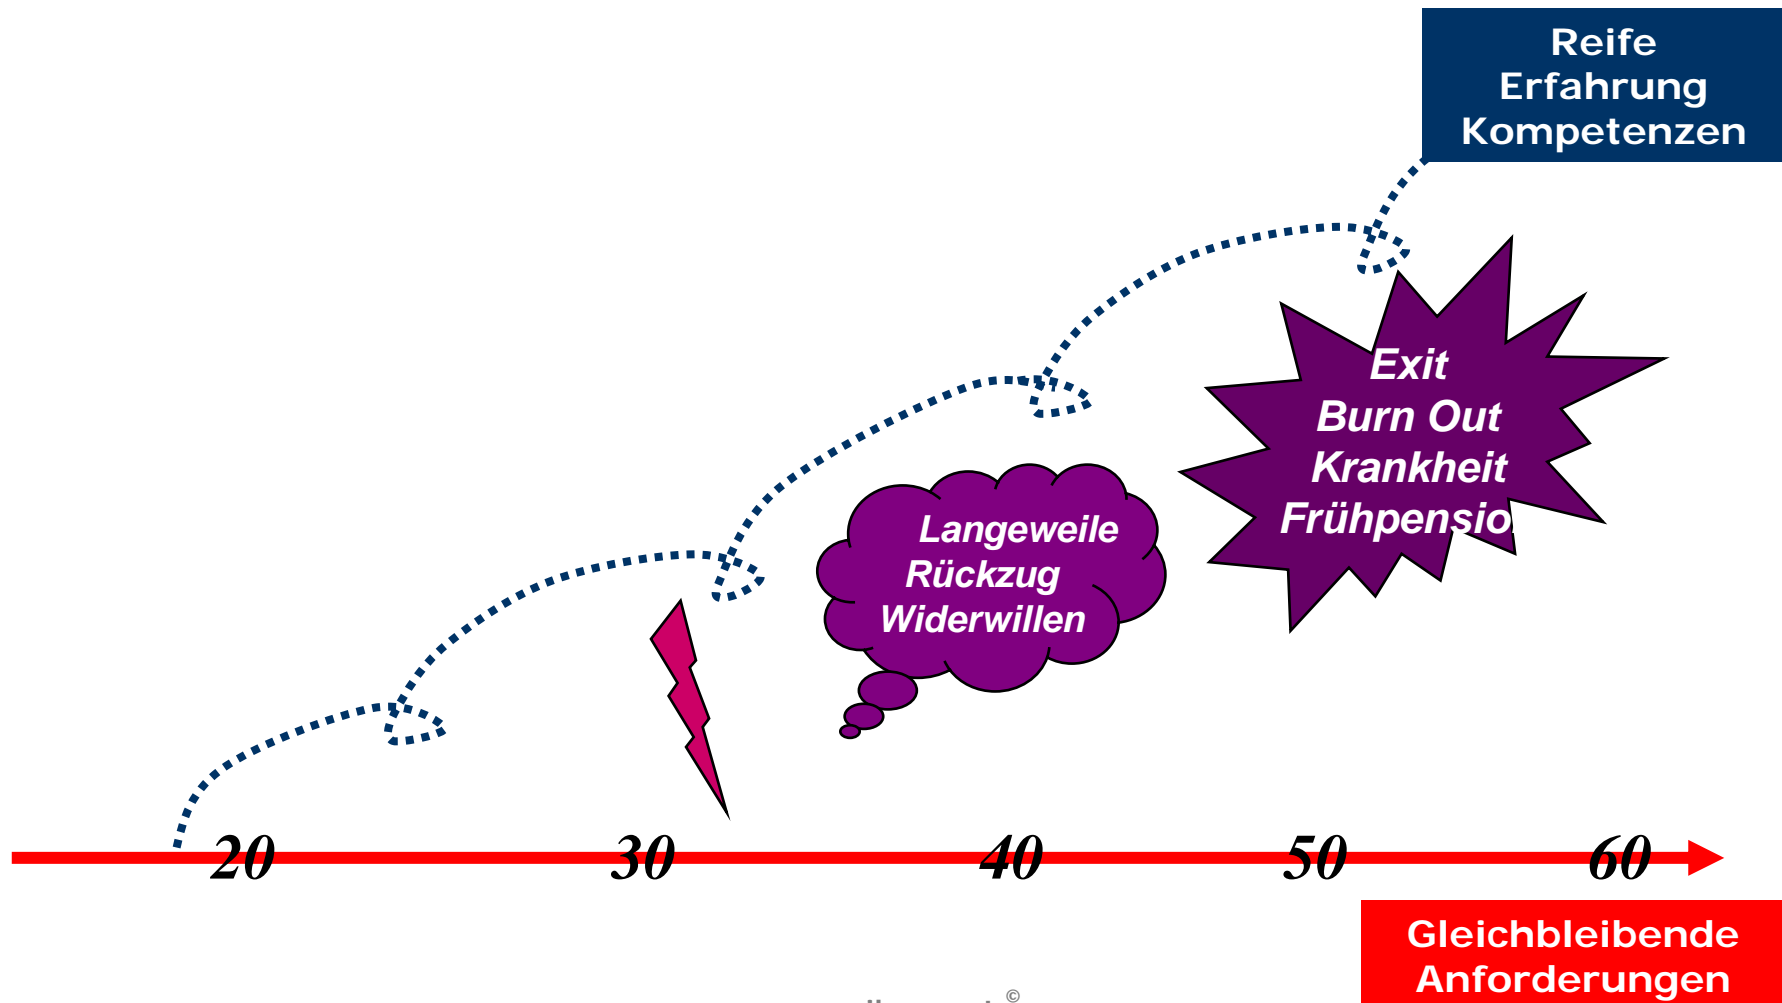 Reife
Erfahrung
Kompetenzen
Exit
Burn Out
Krankheit
Frühpensio
Langeweile
Rückzug
Widerwillen
20 30 40 50 60
Gleichbleibende
Anforderungen
©